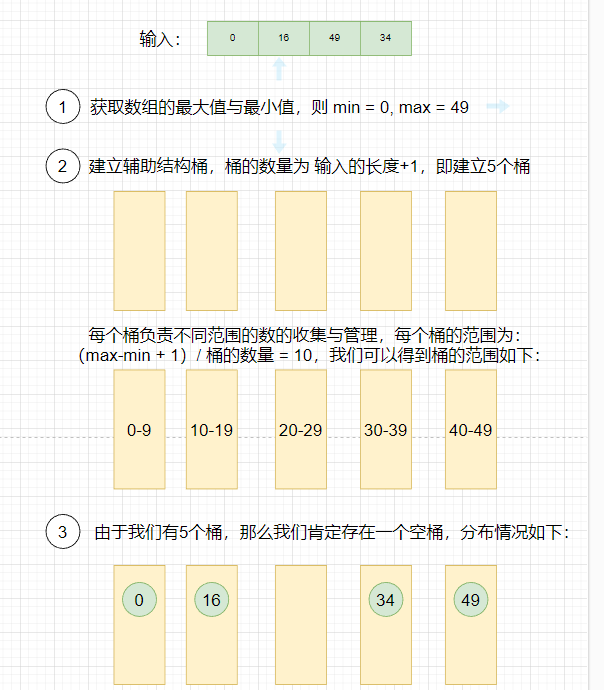 输入：
0 16 49 34
1 获取数组的最大值与最小值，则 min = 0, max = 49
2 建立辅助结构桶，桶的数量为 输入的长度+1，即建立5个桶
每个桶负责不同范围的数的收集与管理，每个桶的范围为：
（max-min + 1）/ 桶的数量 = 10，我们可以得到桶的范围如下：
0-9 10-19 20-29 30-39 40-49
3 由于我们有5个桶，那么我们肯定存在一个空桶，分布情况如下：
0 16 34 49